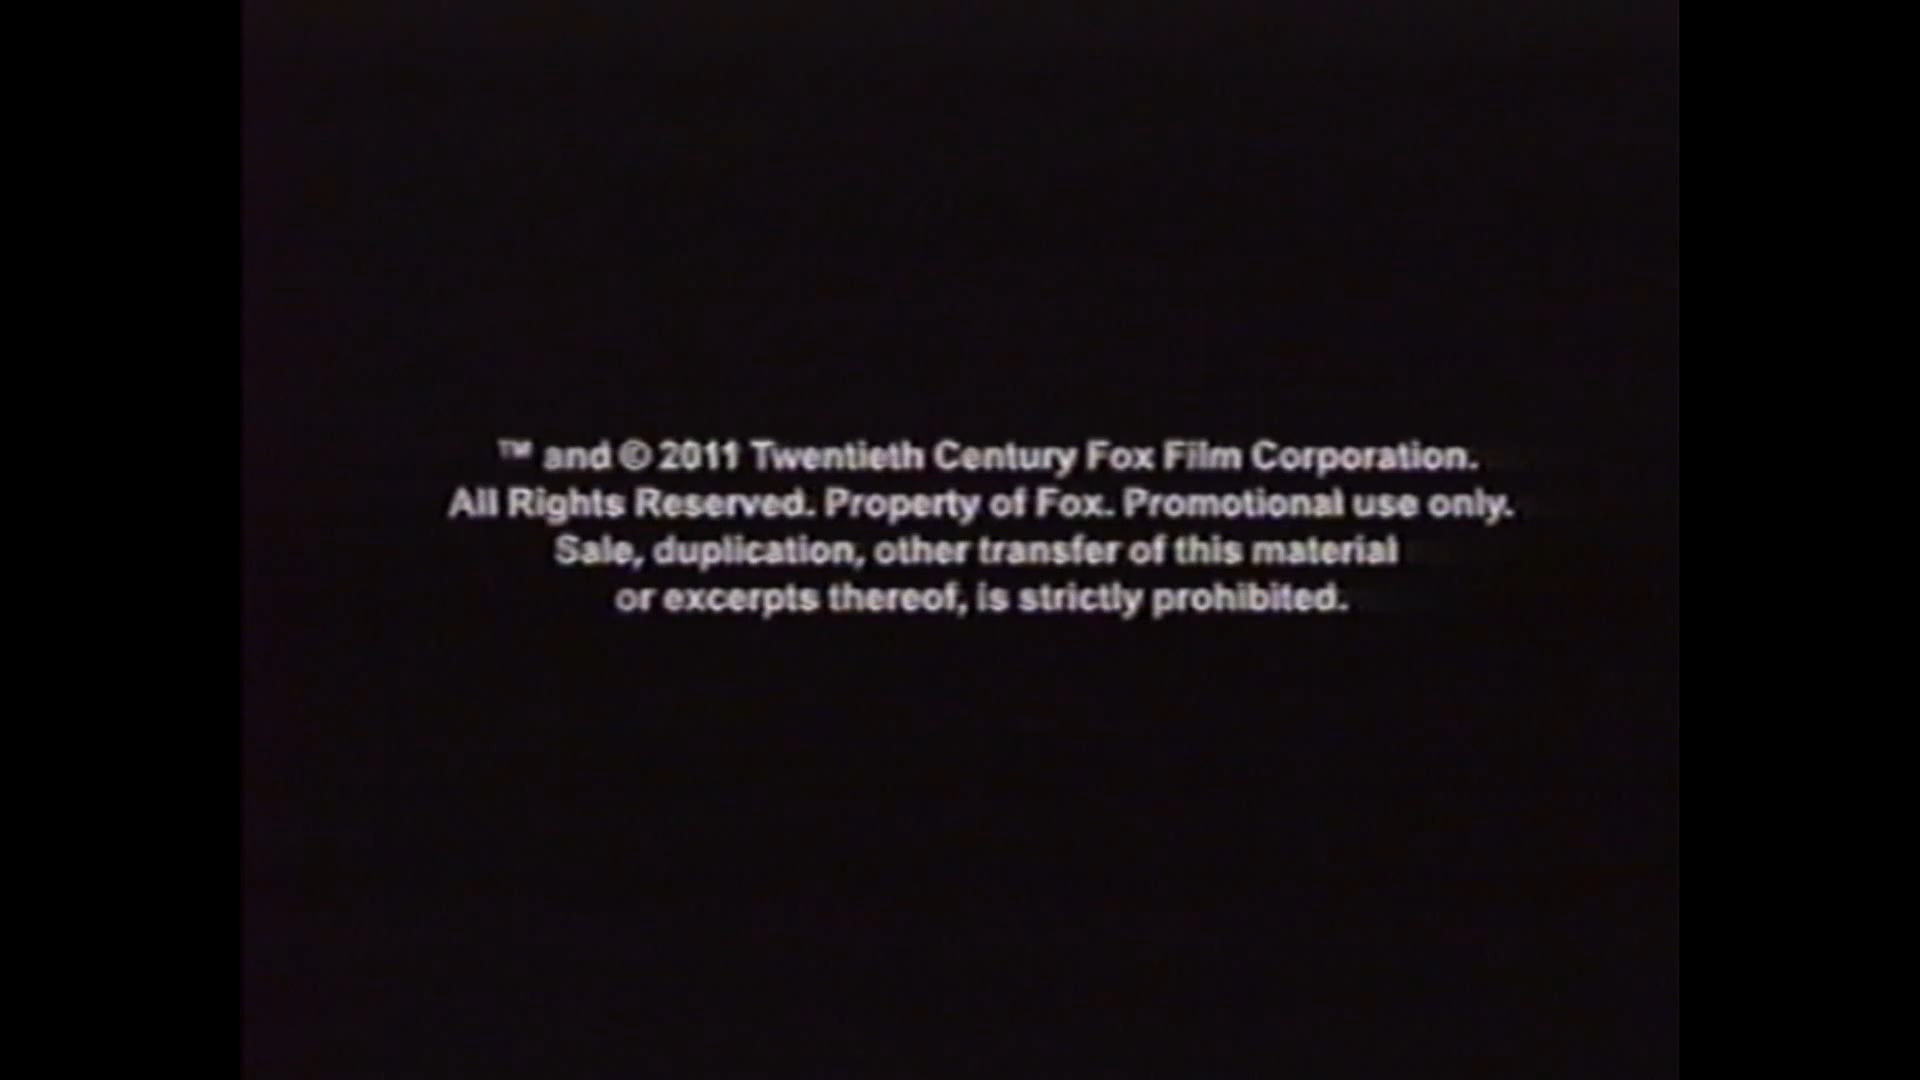 ™ and © 2011 Twentieth Century Fox Film Corporation.
All Rights Reserved. Property of Fox. Promotional use only.
Sale, duplication, other transfer of this material
or excerpts thereof, is strictly prohibited.